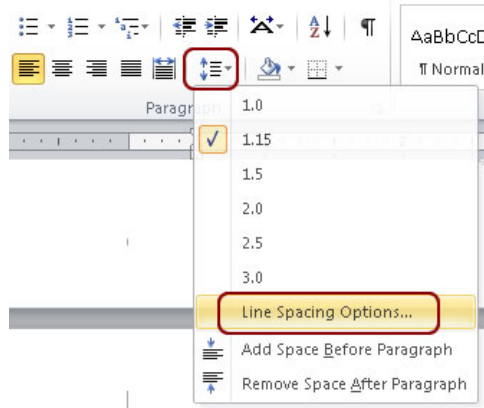 AaBbCcD
¶ Normal
Paragraph
1.0
1.15
1.5
2.0
2.5
3.0
Line Spacing Options...
Add Space Before Paragraph
Remove Space After Paragraph